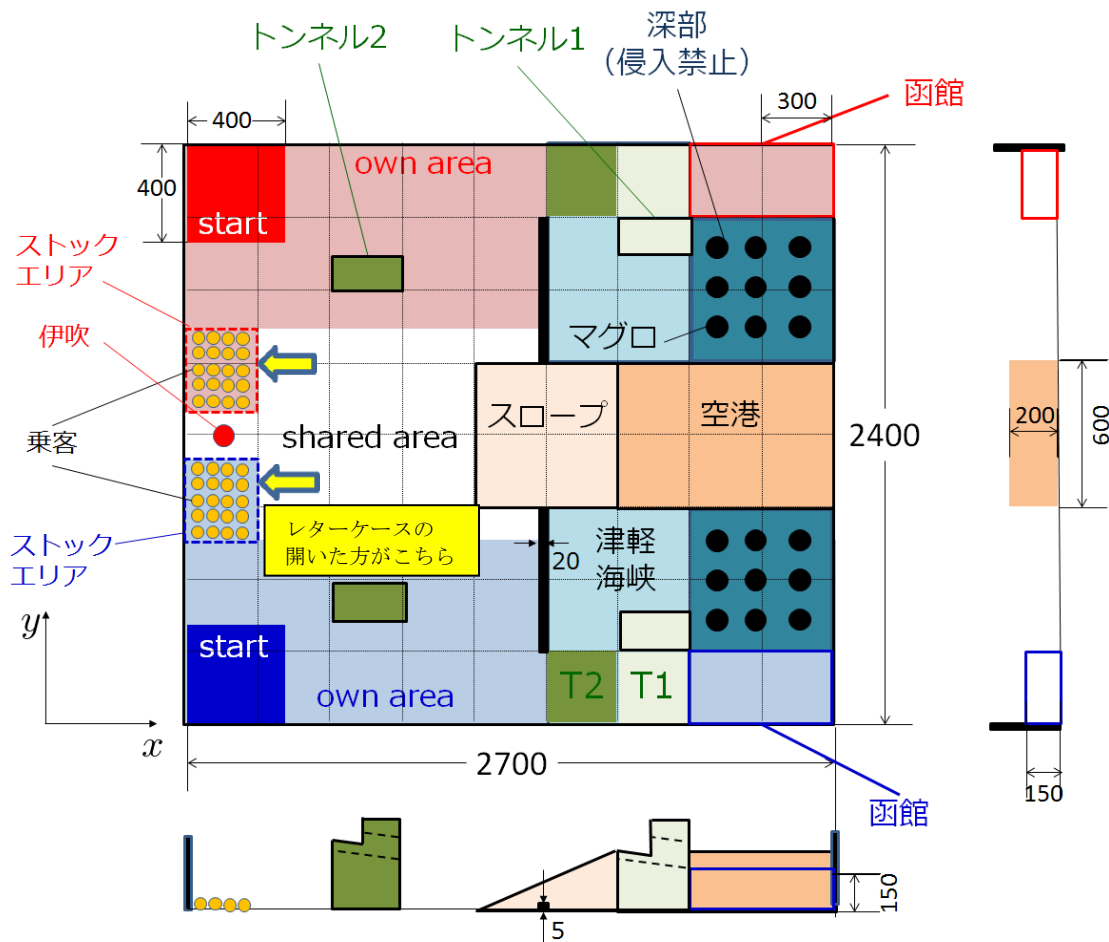 トンネル2
トンネル1
深部
（侵入禁止）
函館
400
300
400
own area
start
ストック
エリア
伊吹
マグロ
乗客
shared area
スロープ
空港
2400
200
600
レターケースの
開いた方がこちら
ストック
エリア
20
津軽
海峡
y
x
start
own area
T2
T1
2700
150
函館
150
5